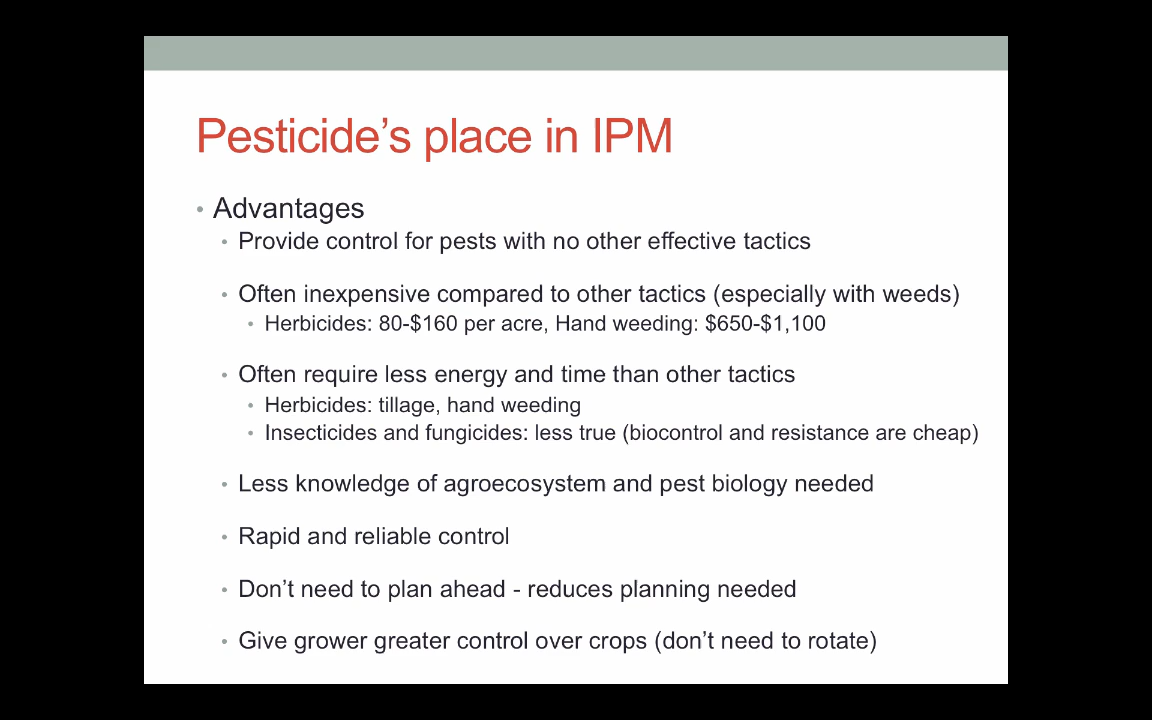 Pesticide’s place in IPM
• Advantages
• Provide control for pests with no other effective tactics
• Often inexpensive compared to other tactics (especially with weeds)
• Herbicides: 80-$160 per acre, Hand weeding: $650-$1,100
• Often require less energy and time than other tactics
• Herbicides: tillage, hand weeding
• Insecticides and fungicides: less true (biocontrol and resistance are cheap)
• Less knowledge of agroecosystem and pest biology needed
• Rapid and reliable control
• Don’t need to plan ahead - reduces planning needed
• Give grower greater control over crops (don’t need to rotate)